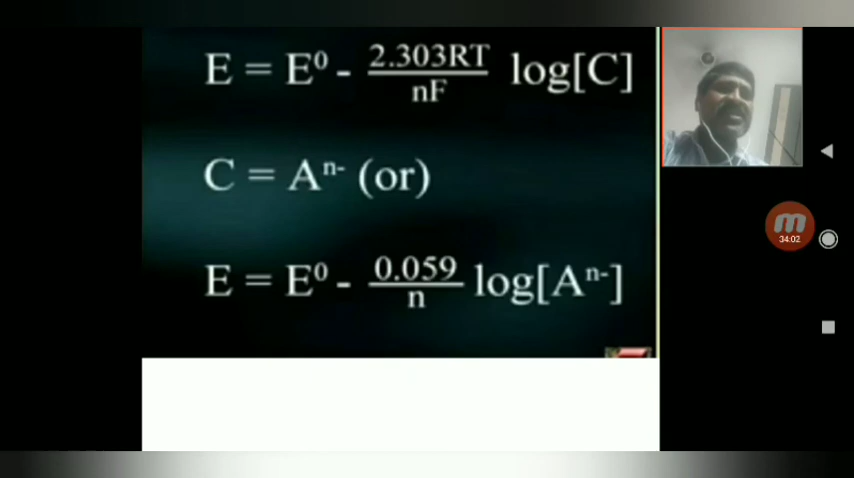 E = E⁰ - 2.303RT/nF log[C]
C = Aⁿ⁻ (or)
E = E⁰ - 0.059/n log[Aⁿ⁻]
34:02